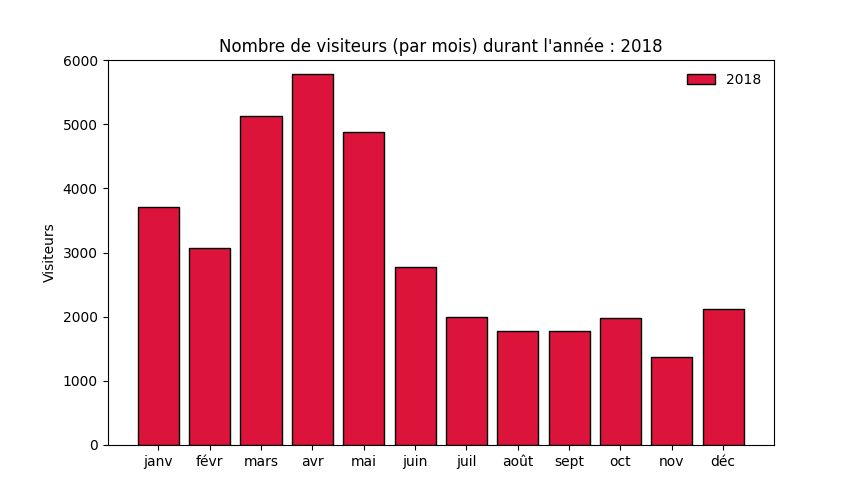 Nombre de visiteurs (par mois) durant l'année : 2018
2018
Visiteurs
6000
5000
4000
3000
2000
1000
0
janv févr mars avr mai juin juil août sept oct nov déc